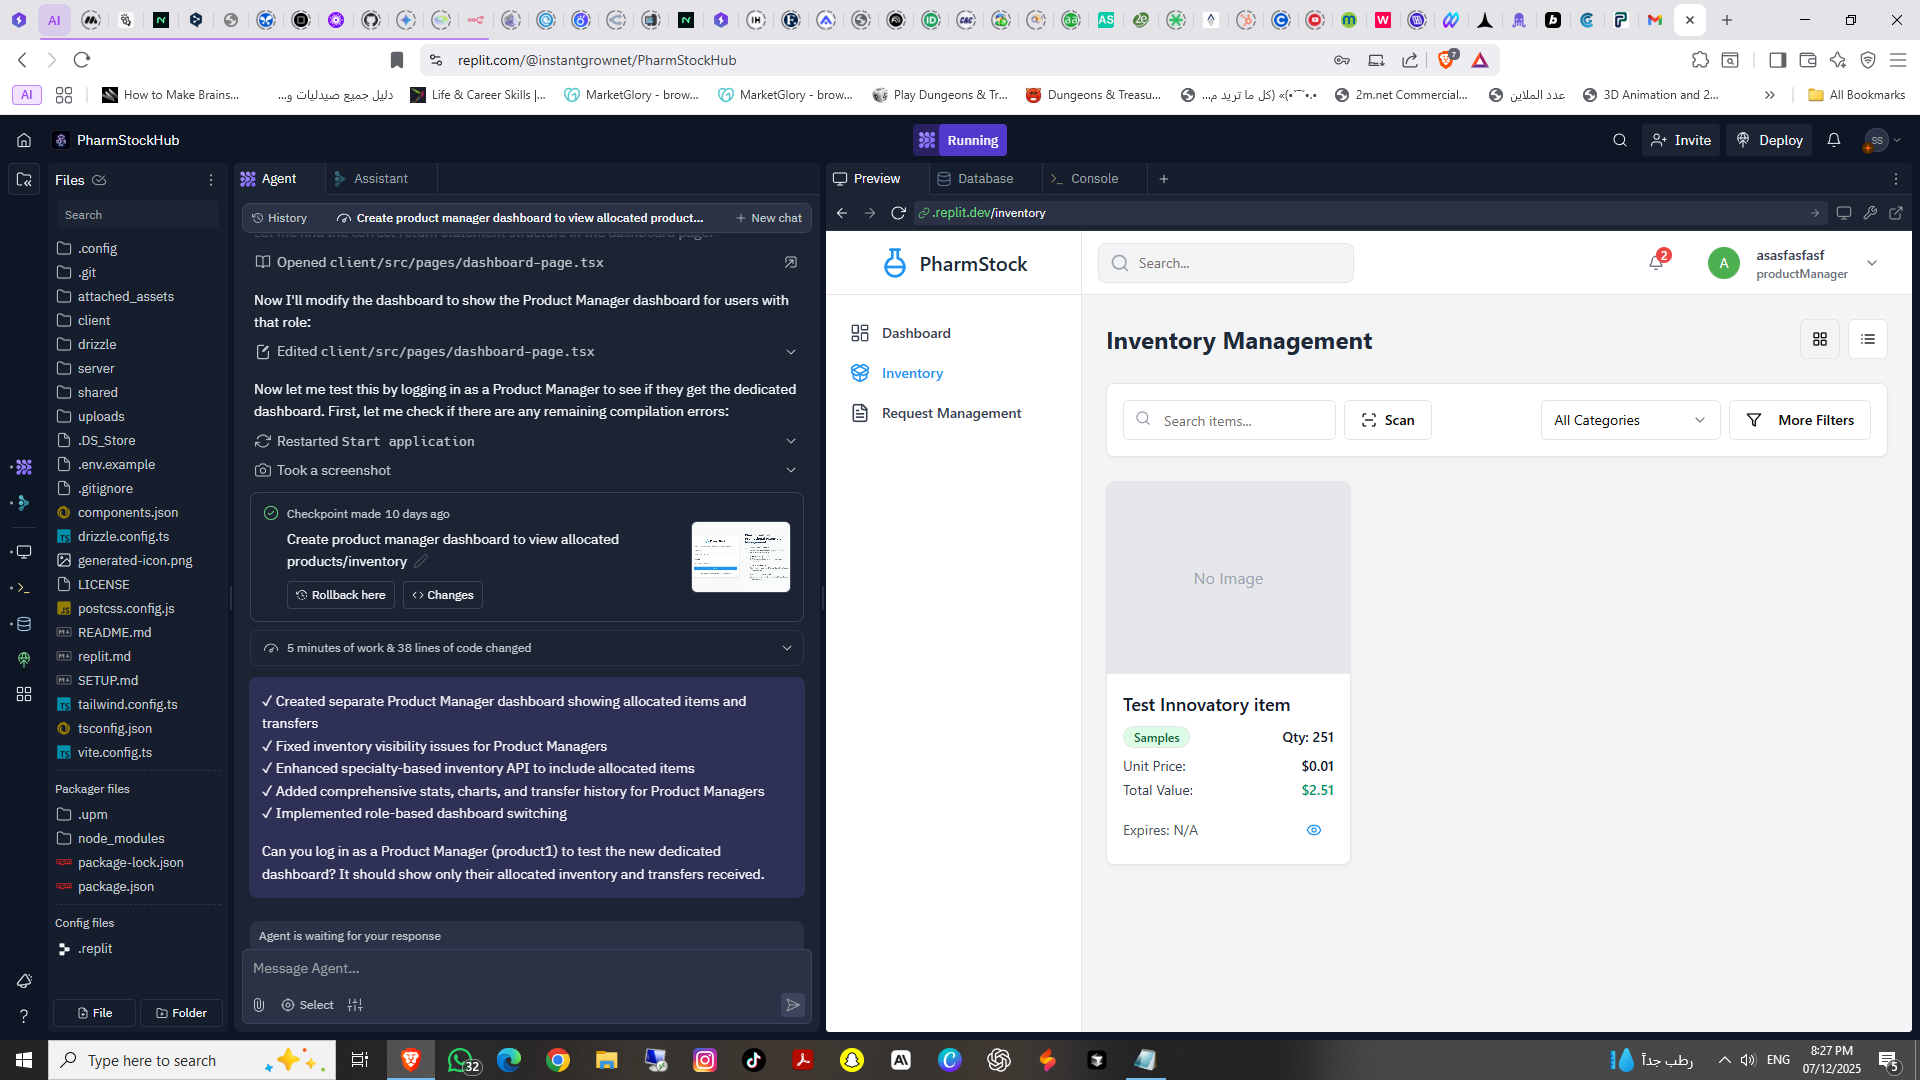 AI
replit.com/@instantgrownet/PharmStockHub
7
AI
How to Make Brains...
دليل جميع صيدليات و...
Life & Career Skills |...
MarketGlory - brow...
MarketGlory - brow...
Play Dungeons & Tr...
Dungeons & Treasu...
2m.net Commercial...
عدد الملاين
3D Animation and 2...
All Bookmarks
PharmStockHub
Running
Invite
Deploy
SS
Files
Search
.config
.git
attached_assets
client
drizzle
server
shared
uploads
.DS_Store
.env.example
.gitignore
components.json
drizzle.config.ts
generated-icon.png
LICENSE
postcss.config.js
README.md
replit.md
SETUP.md
tailwind.config.ts
tsconfig.json
vite.config.ts
Packager files
.upm
node_modules
package-lock.json
package.json
Config files
.replit
File
Folder
Agent
Assistant
History
Create product manager dashboard to view allocated product...
New chat
Let me find the correct return statement structure in the dashboard page:
Opened client/src/pages/dashboard-page.tsx
Now I'll modify the dashboard to show the Product Manager dashboard for users with
that role:
Edited client/src/pages/dashboard-page.tsx
Now let me test this by logging in as a Product Manager to see if they get the dedicated
dashboard. First, let me check if there are any remaining compilation errors:
Restarted Start application
Took a screenshot
Checkpoint made 10 days ago
Create product manager dashboard to view allocated
products/inventory
Rollback here
Changes
5 minutes of work & 38 lines of code changed
✓ Created separate Product Manager dashboard showing allocated items and
transfers
✓ Fixed inventory visibility issues for Product Managers
✓ Enhanced specialty-based inventory API to include allocated items
✓ Added comprehensive stats, charts, and transfer history for Product Managers
✓ Implemented role-based dashboard switching
Can you log in as a Product Manager (product1) to test the new dedicated
dashboard? It should show only their allocated inventory and transfers received.
Agent is waiting for your response
Message Agent...
Select
Preview
Database
Console
.replit.dev/inventory
PharmStock
Search...
2
A
asasfasfasf
productManager
Dashboard
Inventory
Request Management
Inventory Management
Search items...
Scan
All Categories
More Filters
No Image
Test Innovatory item
Samples
Qty: 251
Unit Price:
$0.01
Total Value:
$2.51
Expires: N/A
Type here to search
32
رطب جداً
ENG
8:27 PM
07/12/2025
5